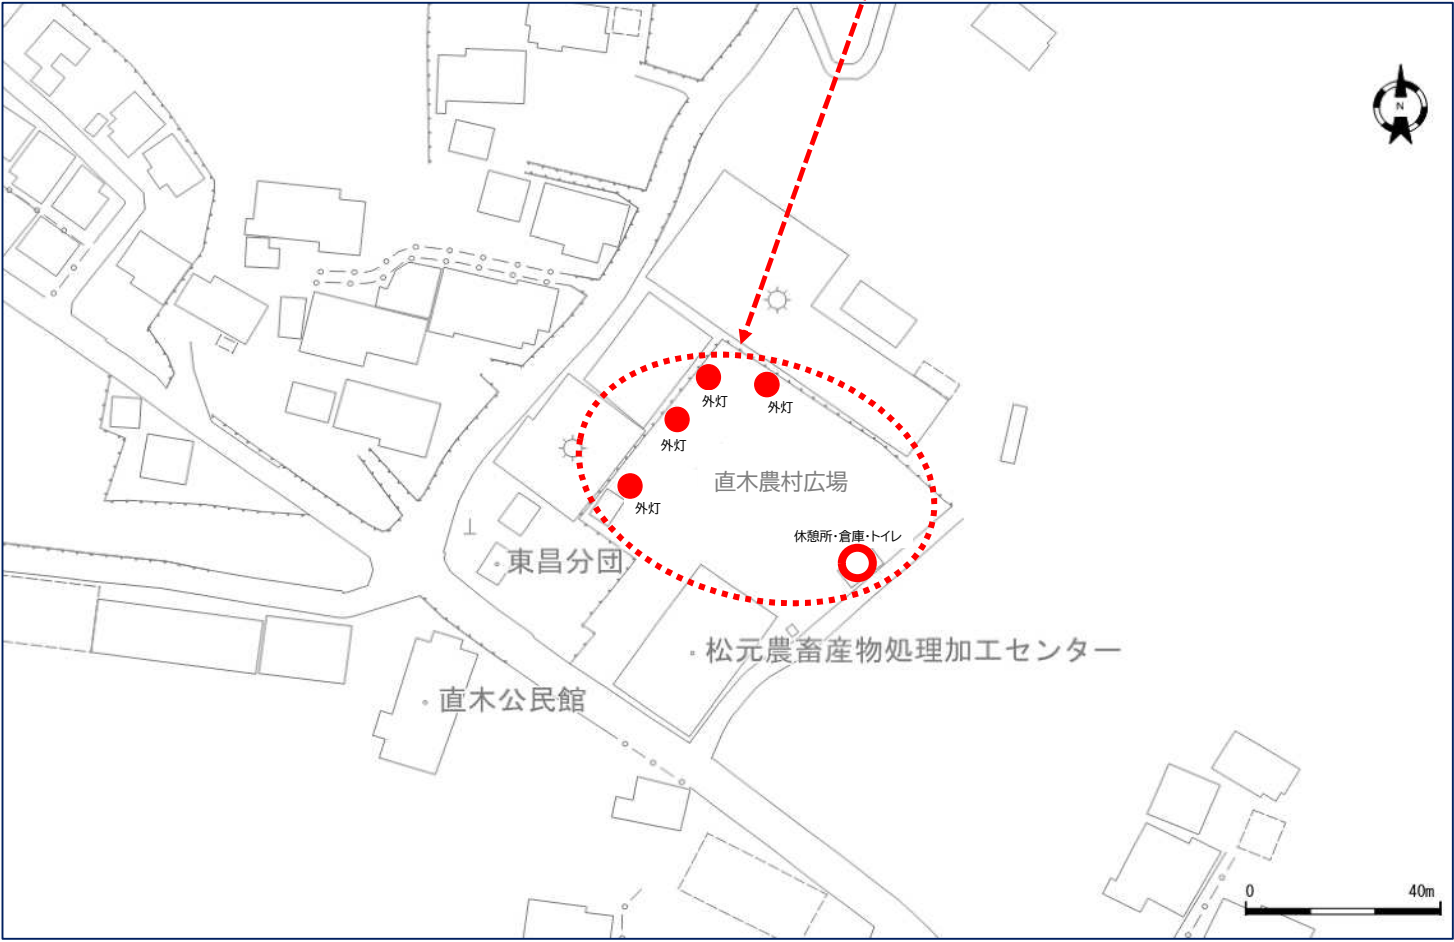 N
外灯
外灯
外灯
直木農村広場
外灯
休憩所・倉庫・トイレ
東昌分団
松元農畜産物処理加工センター
直木公民館
0 40m